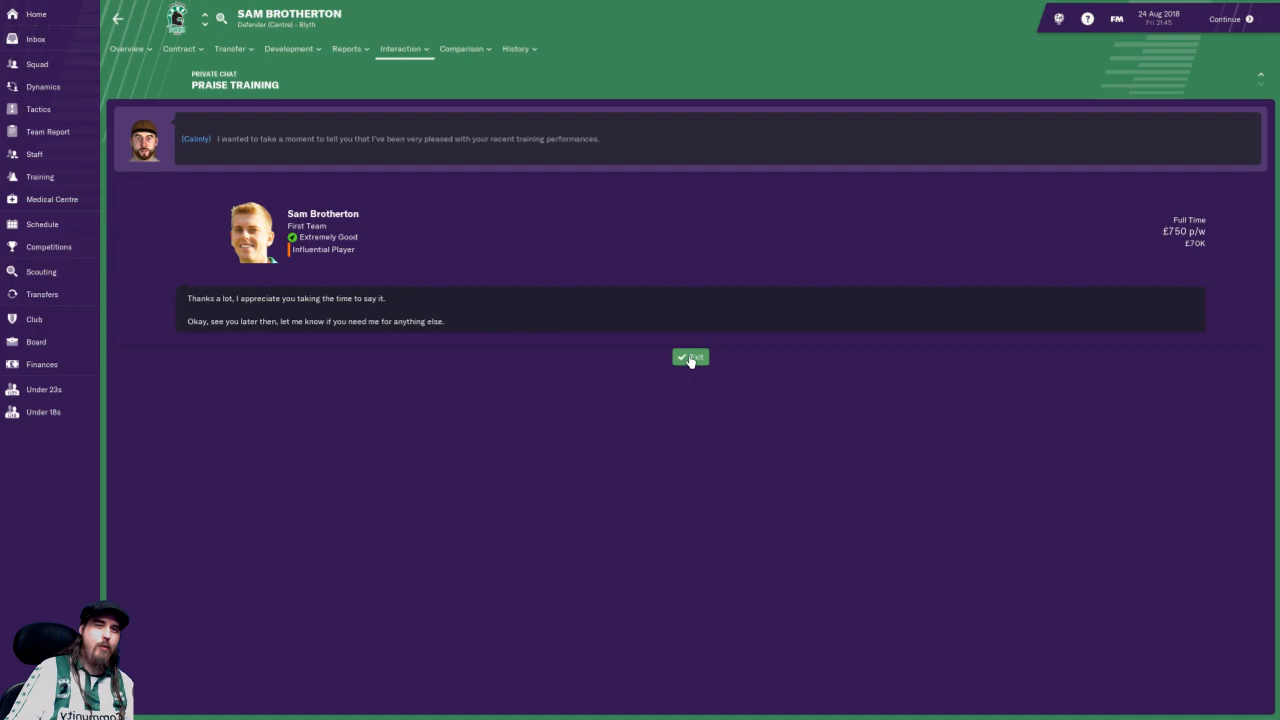 Home
Inbox
Squad
Dynamics
Tactics
Team Report
Staff
Training
Medical Centre
Schedule
Competitions
Scouting
Transfers
Club
Board
Finances
Under 23s
Under 18s
SAM BROTHERTON
Defender (Centre) - Blyth
FM
24 Aug 2018
Fri 21:45
Continue
Overview
Contract
Transfer
Development
Reports
Interaction
Comparison
History
PRIVATE CHAT
PRAISE TRAINING
(Calmly) I wanted to take a moment to tell you that I've been very pleased with your recent training performances.
Sam Brotherton
First Team
Extremely Good
Influential Player
Full Time
£750 p/w
£70K
Thanks a lot, I appreciate you taking the time to say it.
Okay, see you later then, let me know if you need me for anything else.
Exit